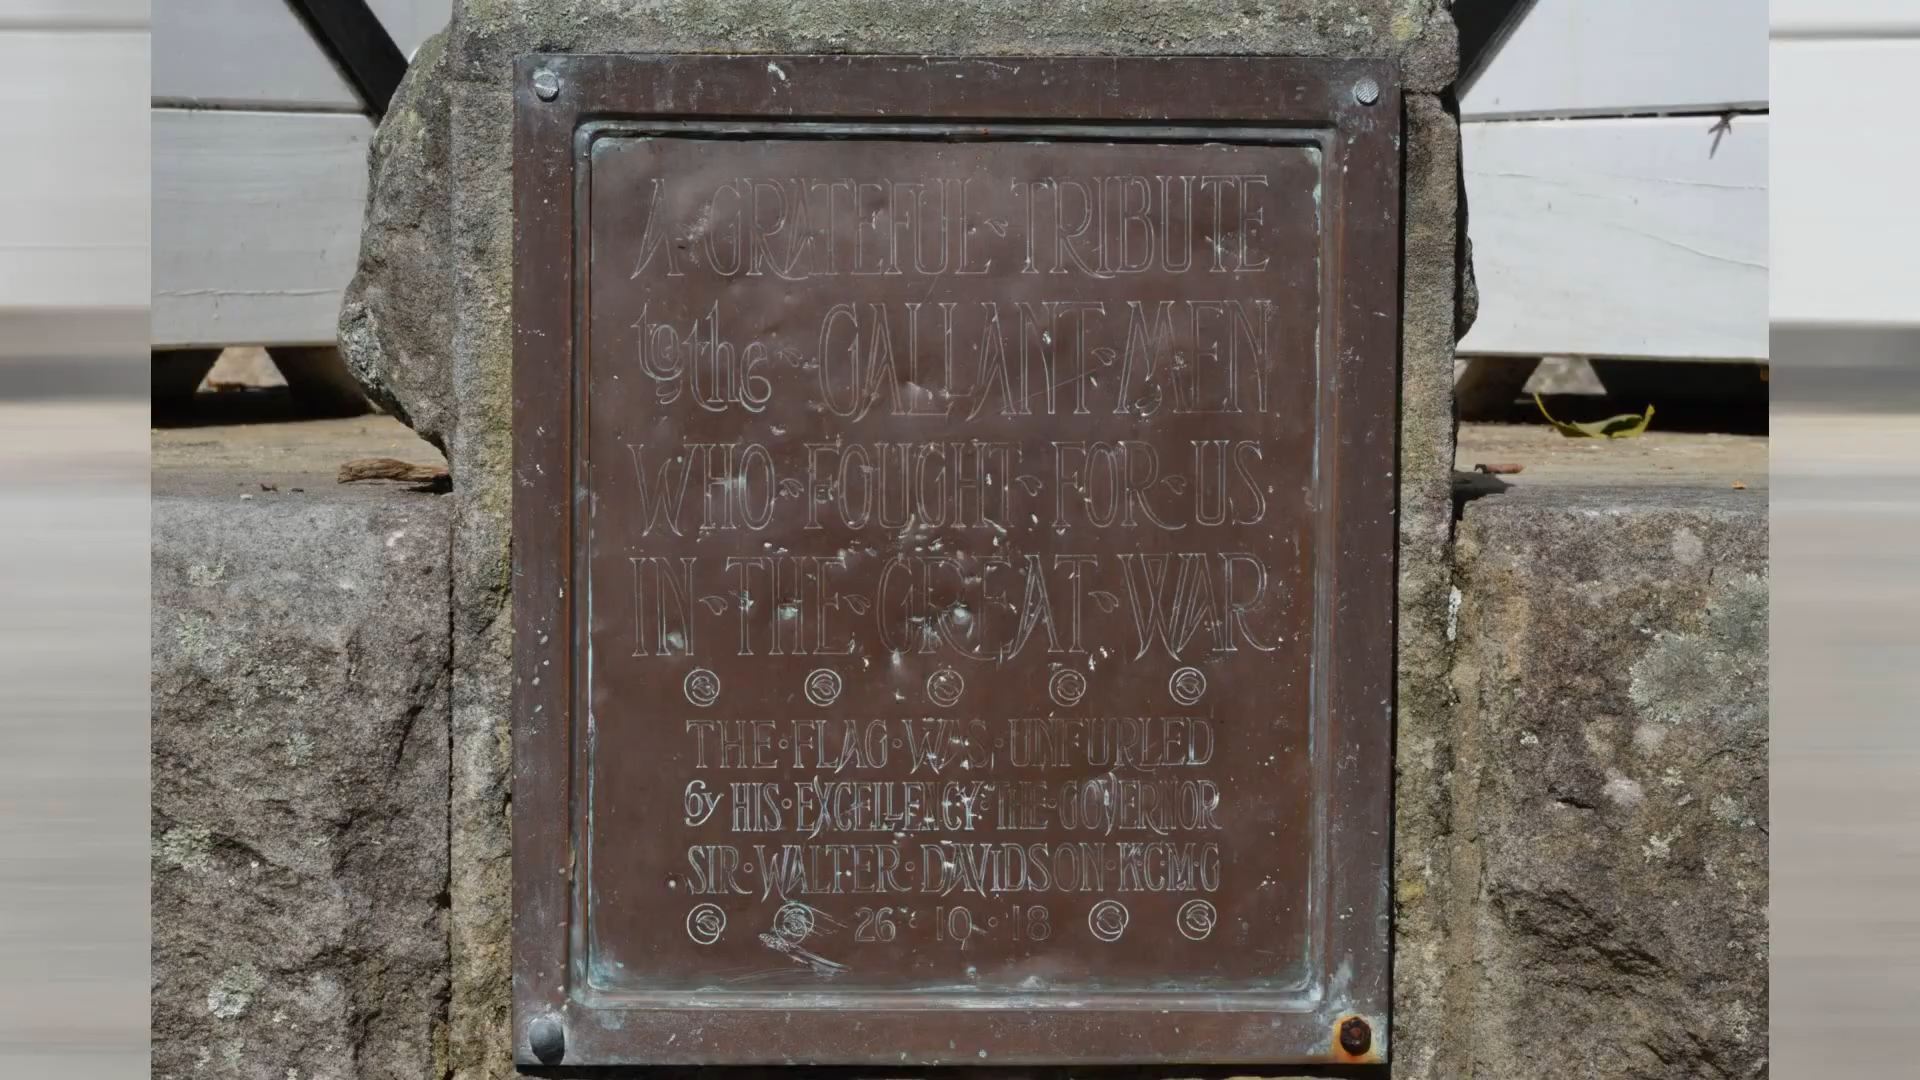 A·GRATEFUL·TRIBUTE
to the·GALLANT·MEN
WHO·FOUGHT·FOR·US
IN·THE·GREAT·WAR
THE·FLAG·WAS·UNFURLED
by HIS·EXCELLENCY·THE·GOVERNOR
SIR·WALTER·DAVIDSON·K·C·M·G
26·10·18